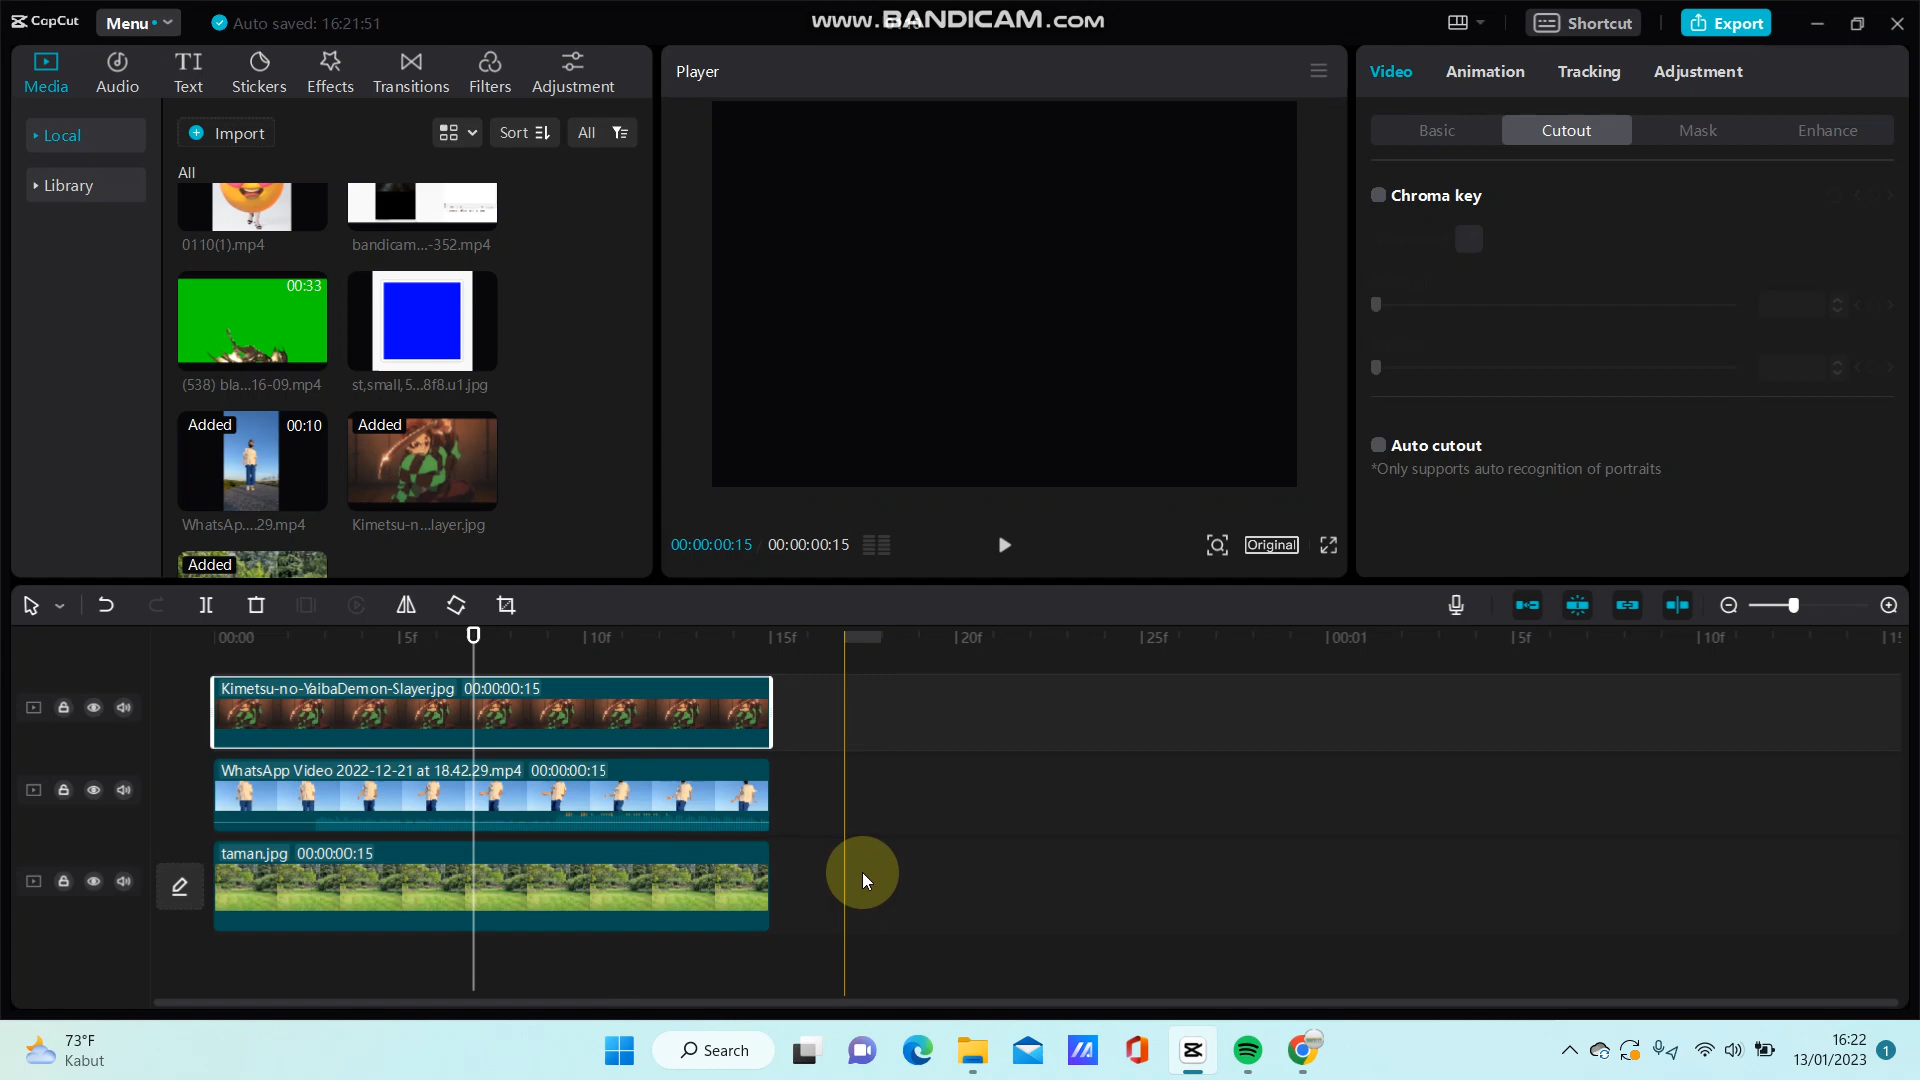 CapCut
Menu
Auto saved: 16:21:51
www.BANDICAM.com
Shortcut
Export
Media
Audio
Text
Stickers
Effects
Transitions
Filters
Adjustment
Player
Video
Animation
Tracking
Adjustment
Local
Library
Import
Sort
All
All
Basic
Cutout
Mask
Enhance
Chroma key
0110(1).mp4
bandicam...-352.mp4
00:33
(538) bla...16-09.mp4
st,small,5...8f8.u1.jpg
Added
00:10
Added
WhatsAp....29.mp4
Kimetsu-n...layer.jpg
Added
Auto cutout
*Only supports auto recognition of portraits
00:00:00:15
00:00:00:15
Original
00:00
5f
10f
15f
20f
25f
00:01
5f
10f
Kimetsu-no-YaibaDemon-Slayer.jpg 00:00:00:15
WhatsApp Video 2022-12-21 at 18.42.29.mp4 00:00:00:15
taman.jpg 00:00:00:15
73°F
Kabut
Search
16:22
13/01/2023
1